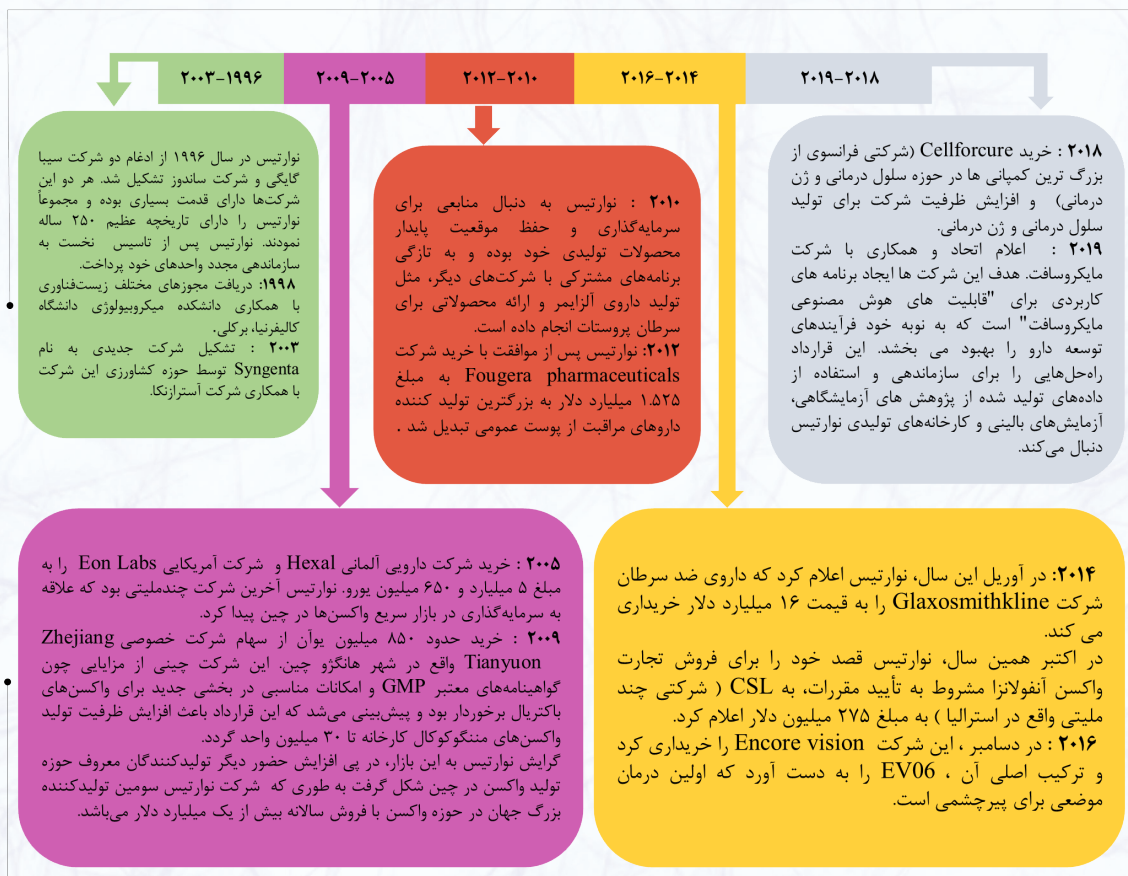 ۲۰۰۳-۱۹۹۶
۲۰۰۹-۲۰۰۵
۲۰۱۲-۲۰۱۰
۲۰۱۶-۲۰۱۴
۲۰۱۹-۲۰۱۸
نوارتیس در سال ۱۹۹۶ از ادغام دو شرکت سیبا
گایگی و شرکت ساندوز تشکیل شد. هر دو این
شرکت‌ها دارای قدمت بسیاری بوده و مجموعاً
نوارتیس را دارای تاریخچه عظیم ۲۵۰ ساله
نمودند. نوارتیس پس از تاسیس نخست به
سازماندهی مجدد واحدهای خود پرداخت.
۱۹۹۸: دریافت مجوزهای مختلف زیست‌فناوری
با همکاری دانشکده میکروبیولوژی دانشگاه
کالیفرنیا، برکلی.
۲۰۰۳ : تشکیل شرکت جدیدی به نام
Syngenta توسط حوزه کشاورزی این شرکت
با همکاری شرکت آسترازنکا.
۲۰۱۰ : نوارتیس به دنبال منابعی برای
سرمایه‌گذاری و حفظ موقعیت پایدار
محصولات تولیدی خود بوده و به تازگی
برنامه‌های مشترکی با شرکت‌های دیگر، مثل
تولید داروی آلزایمر و ارائه محصولاتی برای
سرطان پروستات انجام داده است.
۲۰۱۲: نوارتیس پس از موافقت با خرید شرکت
Fougera pharmaceuticals به مبلغ
۱.۵۲۵ میلیارد دلار به بزرگترین تولید کننده
داروهای مراقبت از پوست عمومی تبدیل شد .
۲۰۱۸ : خرید Cellforcure (شرکتی فرانسوی از
بزرگ ترین کمپانی ها در حوزه سلول درمانی و ژن
درمانی) و افزایش ظرفیت شرکت برای تولید
سلول درمانی و ژن درمانی.
۲۰۱۹ : اعلام اتحاد و همکاری با شرکت
مایکروسافت. هدف این شرکت ها ایجاد برنامه های
کاربردی برای "قابلیت های هوش مصنوعی
مایکروسافت" است که به نوبه خود فرآیندهای
توسعه دارو را بهبود می بخشد. این قرارداد
راه‌حل‌هایی را برای سازماندهی و استفاده از
داده‌های تولید شده از پژوهش های آزمایشگاهی،
آزمایش‌های بالینی و کارخانه‌های تولیدی نوارتیس
دنبال می‌کند.
۲۰۰۵ : خرید شرکت دارویی آلمانی Hexal و شرکت آمریکایی Eon Labs را به
مبلغ ۵ میلیارد و ۶۵۰ میلیون یورو. نوارتیس آخرین شرکت چندملیتی بود که علاقه
به سرمایه‌گذاری در بازار سریع واکسن‌ها در چین پیدا کرد.
۲۰۰۹ : خرید حدود ۸۵۰ میلیون یوآن از سهام شرکت خصوصی Zhejiang
Tianyuon واقع در شهر هانگژو چین. این شرکت چینی از مزایایی چون
گواهینامه‌های معتبر GMP و امکانات مناسبی در بخشی جدید برای واکسن‌های
باکتریال برخوردار بود و پیش‌بینی می‌شد که این قرارداد باعث افزایش ظرفیت تولید
واکسن‌های مننگوکوکال کارخانه تا ۳۰ میلیون واحد گردد.
گرایش نوارتیس به این بازار، در پی افزایش حضور دیگر تولیدکنندگان معروف حوزه
تولید واکسن در چین شکل گرفت به طوری که شرکت نوارتیس سومین تولیدکننده
بزرگ جهان در حوزه واکسن با فروش سالانه بیش از یک میلیارد دلار می‌باشد.
۲۰۱۴: در آوریل این سال، نوارتیس اعلام کرد که داروی ضد سرطان
شرکت Glaxosmithkline را به قیمت ۱۶ میلیارد دلار خریداری
می کند.
در اکتبر همین سال، نوارتیس قصد خود را برای فروش تجارت
واکسن آنفولانزا مشروط به تأیید مقررات، به CSL ( شرکتی چند
ملیتی واقع در استرالیا ) به مبلغ ۲۷۵ میلیون دلار اعلام کرد.
۲۰۱۶ : در دسامبر ، این شرکت Encore vision را خریداری کرد
و ترکیب اصلی آن ، EV06 را به دست آورد که اولین درمان
موضعی برای پیرچشمی است.